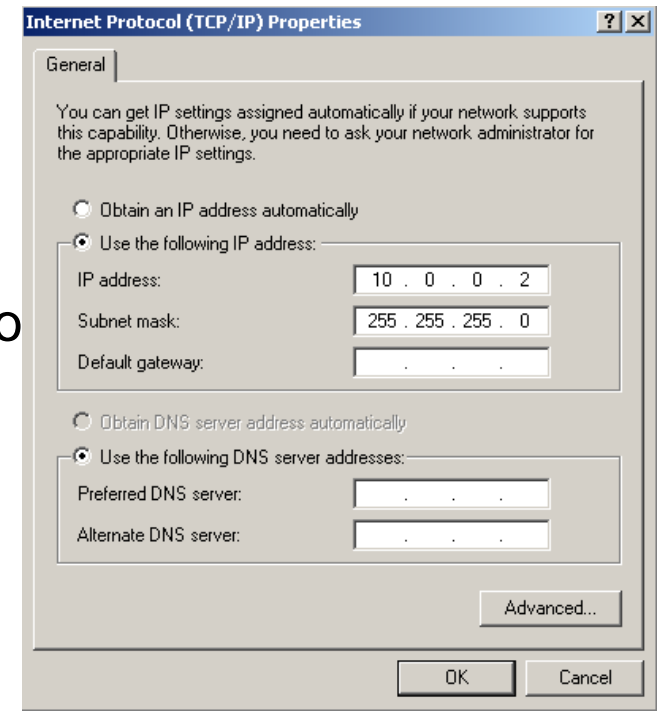 Internet Protocol (TCP/IP) Properties
General
You can get IP settings assigned automatically if your network supports
this capability. Otherwise, you need to ask your network administrator for
the appropriate IP settings.
Obtain an IP address automatically
Use the following IP address:
IP address: 10 . 0 . 0 . 2
o
Subnet mask: 255 . 255 . 255 . 0
Default gateway: . . .
Obtain DNS server address automatically
Use the following DNS server addresses:
Preferred DNS server: . . .
Alternate DNS server: . . .
Advanced...
OK Cancel